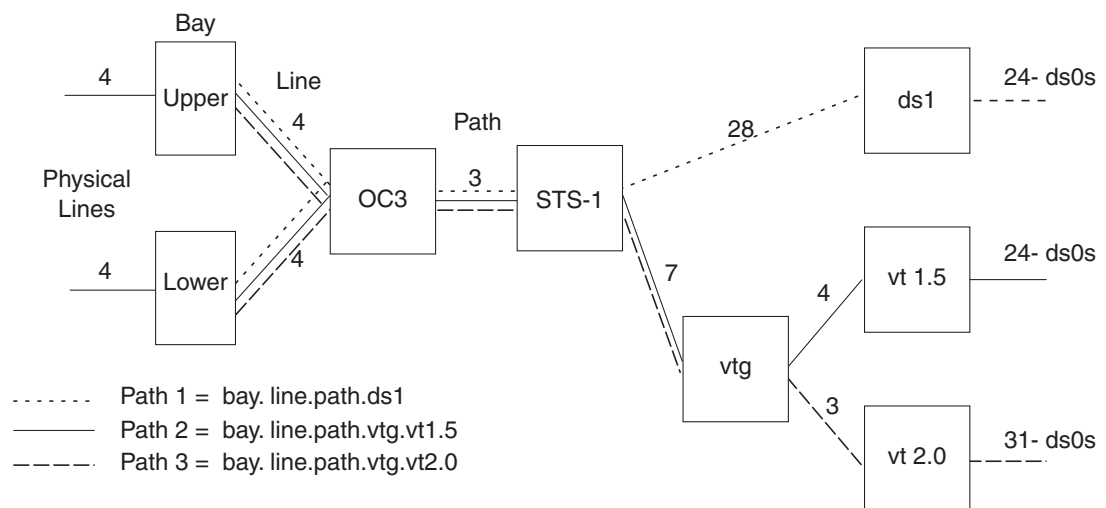 Bay
4
Upper
Line
4
Path
28
ds1
24- ds0s
Physical
Lines
OC3
3
STS-1
4
Lower
4
7
vtg
4
vt 1.5
24- ds0s
3
vt 2.0
31- ds0s
Path 1 = bay. line.path.ds1
Path 2 = bay. line.path.vtg.vt1.5
Path 3 = bay. line.path.vtg.vt2.0